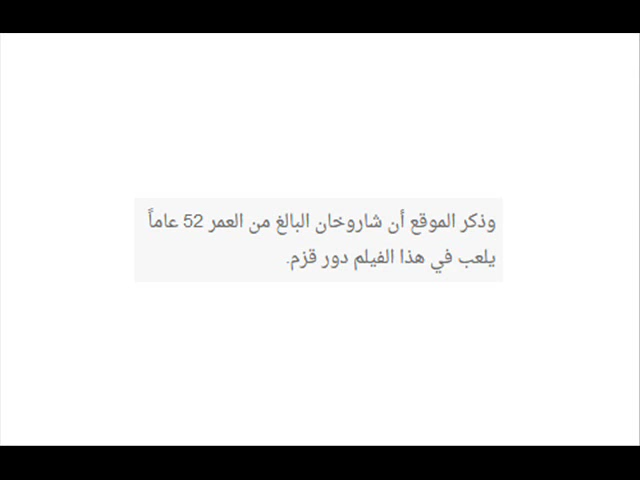 وذكر الموقع أن شاروخان البالغ من العمر 52 عاماً
يلعب في هذا الفيلم دور قزم.